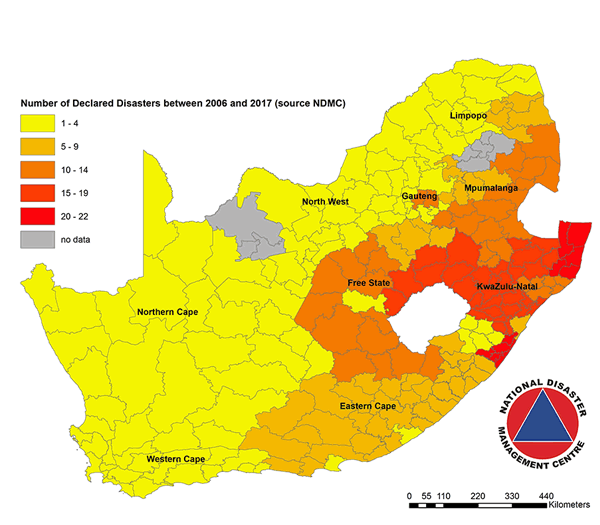 Number of Declared Disasters between 2006 and 2017 (source NDMC)
1 - 4
5 - 9
10 - 14
15 - 19
20 - 22
no data
Limpopo
Mpumalanga
Gauteng
North West
Free State
KwaZulu-Natal
Northern Cape
Eastern Cape
Western Cape
NATIONAL DISASTER
MANAGEMENT CENTRE
0 55 110 220 330 440
Kilometers